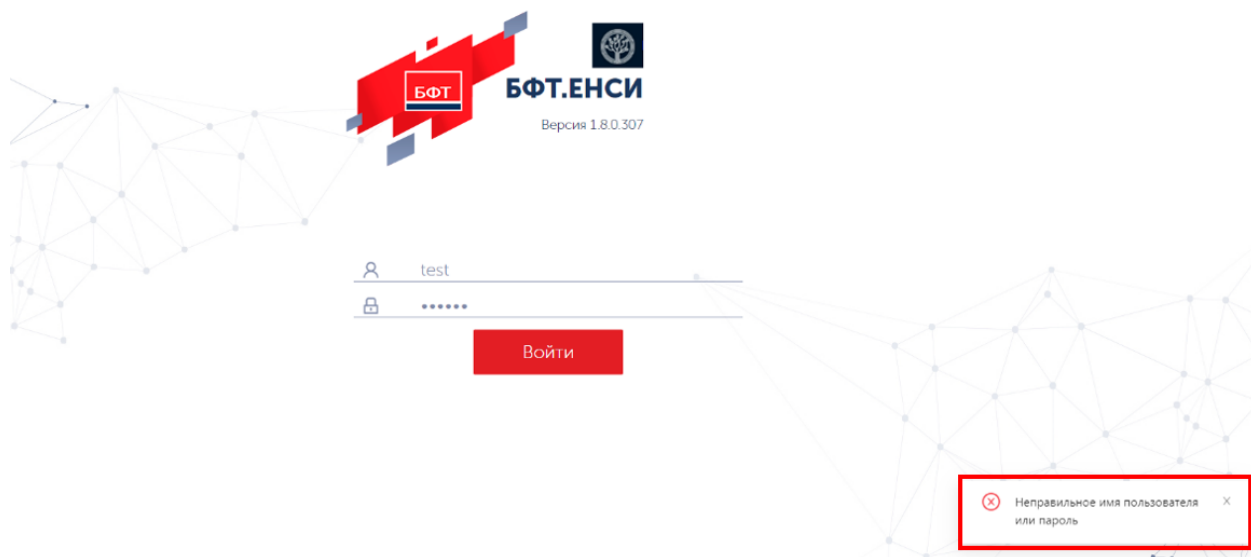 БФТ
БФТ.ЕНСИ
Версия 1.8.0.307
test
Войти
Неправильное имя пользователя
или пароль